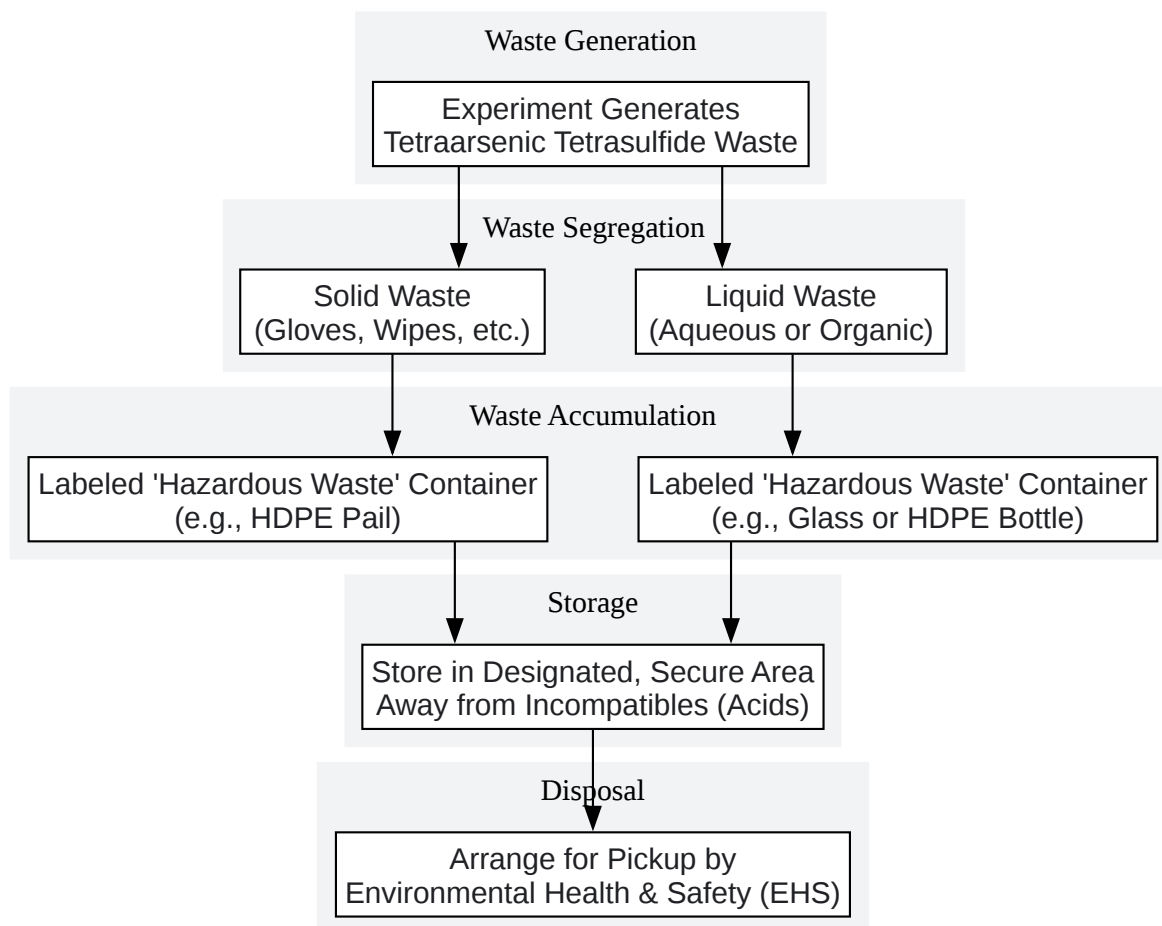 Waste Generation
Experiment Generates
Tetraarsenic Tetrasulfide Waste
Waste Segregation
Solid Waste
(Gloves, Wipes, etc.)
Liquid Waste
(Aqueous or Organic)
Waste Accumulation
Labeled 'Hazardous Waste' Container
(e.g., HDPE Pail)
Labeled 'Hazardous Waste' Container
(e.g., Glass or HDPE Bottle)
Storage
Store in Designated, Secure Area
Away from Incompatibles (Acids)
Disposal
Arrange for Pickup by
Environmental Health & Safety (EHS)